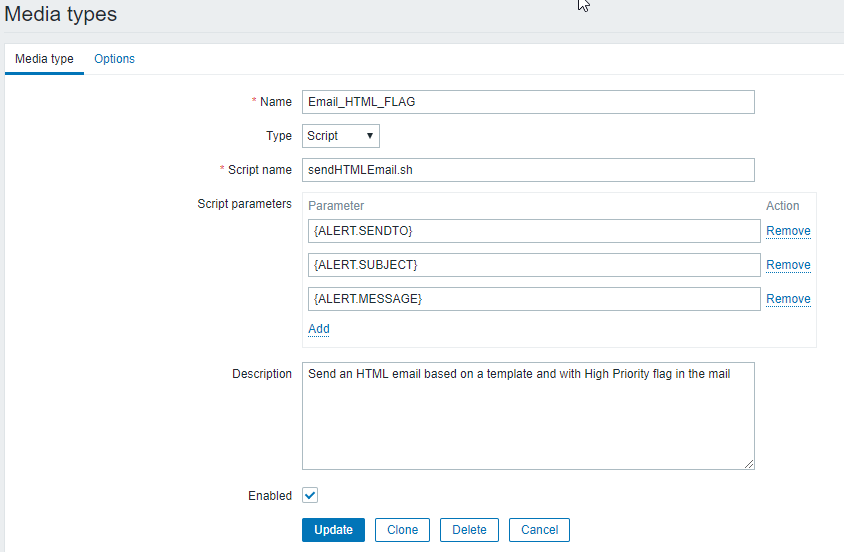 Media types
Media type Options
* Name Email_HTML_FLAG
Type Script
* Script name sendHTMLEmail.sh
Script parameters Parameter Action
{ALERT.SENDTO} Remove
{ALERT.SUBJECT} Remove
{ALERT.MESSAGE} Remove
Add
Description Send an HTML email based on a template and with High Priority flag in the mail
Enabled
Update Clone Delete Cancel